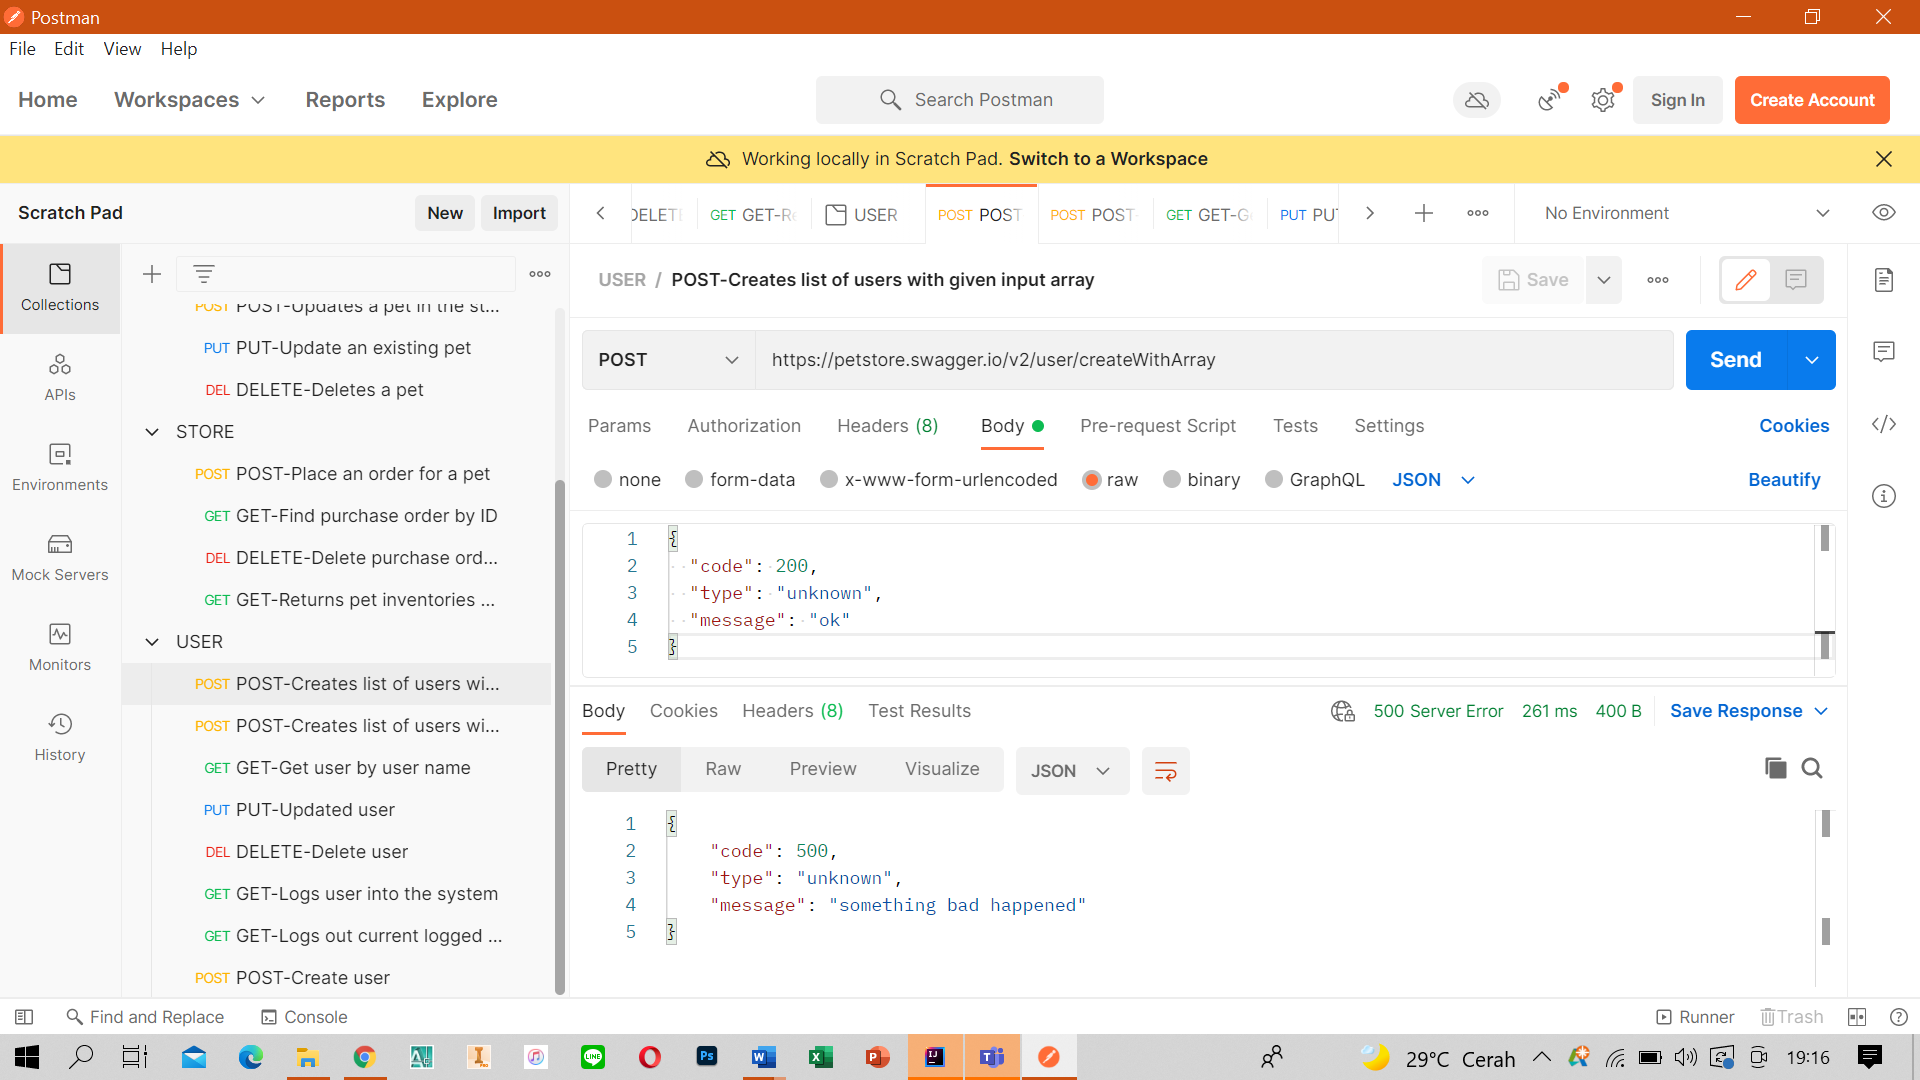 Postman
File Edit View Help
Home Workspaces Reports Explore Search Postman Sign In Create Account
Working locally in Scratch Pad. Switch to a Workspace
Scratch Pad New Import
DELET GET GET-Re USER POST POST POST POST- GET GET-G PUT PU No Environment
Collections
APIs
Environments
Mock Servers
Monitors
History
POST POST-Updates a pet in the st...
PUT PUT-Update an existing pet
DEL DELETE-Deletes a pet
STORE
POST POST-Place an order for a pet
GET GET-Find purchase order by ID
DEL DELETE-Delete purchase ord...
GET GET-Returns pet inventories ...
USER
POST POST-Creates list of users wi...
POST POST-Creates list of users wi...
GET GET-Get user by user name
PUT PUT-Updated user
DEL DELETE-Delete user
GET GET-Logs user into the system
GET GET-Logs out current logged ...
POST POST-Create user
USER / POST-Creates list of users with given input array Save
POST https://petstore.swagger.io/v2/user/createWithArray Send
Params Authorization Headers (8) Body Pre-request Script Tests Settings Cookies
none form-data x-www-form-urlencoded raw binary GraphQL JSON Beautify
1 {
2 "code": 200,
3 "type": "unknown",
4 "message": "ok"
5 }
Body Cookies Headers (8) Test Results 500 Server Error 261 ms 400 B Save Response
Pretty Raw Preview Visualize JSON
1 {
2 "code": 500,
3 "type": "unknown",
4 "message": "something bad happened"
5 }
Find and Replace Console Runner Trash
29°C Cerah 19:16